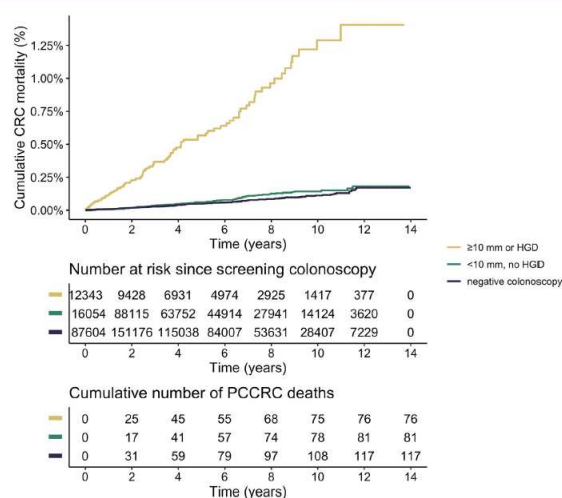 Cumulative CRC mortality (%)
1.25%
1.00%
0.75%
0.50%
0.25%
0.00%
0 2 4 6 8 10 12 14
Time (years)
≥10 mm or HGD
<10 mm, no HGD
negative colonoscopy
Number at risk since screening colonoscopy
12343 9428 6931 4974 2925 1417 377 0
16054 88115 63752 44914 27941 14124 3620 0
87604 151176 115038 84007 53631 28407 7229 0
0 2 4 6 8 10 12 14
Time (years)
Cumulative number of PCCRC deaths
0 25 45 55 68 75 76 76
0 17 41 57 74 78 81 81
0 31 59 79 97 108 117 117
0 2 4 6 8 10 12 14
Time (years)